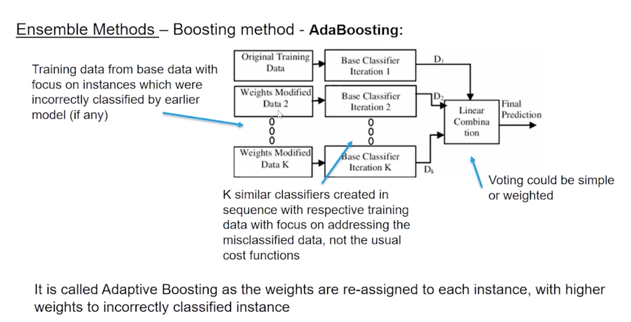 Ensemble Methods – Boosting method - AdaBoosting:
Training data from base data with
focus on instances which were
incorrectly classified by earlier
model (if any)
Original Training
Data
Base Classifier
Iteration 1
D₁
Weights Modified
Data 2
Base Classifier
Iteration 2
D₂
Weights Modified
Data K
Base Classifier
Iteration K
Dₖ
Linear
Combina
tion
Final
Prediction
Voting could be simple
or weighted
K similar classifiers created in
sequence with respective training
data with focus on addressing the
misclassified data, not the usual
cost functions
It is called Adaptive Boosting as the weights are re-assigned to each instance, with higher
weights to incorrectly classified instance